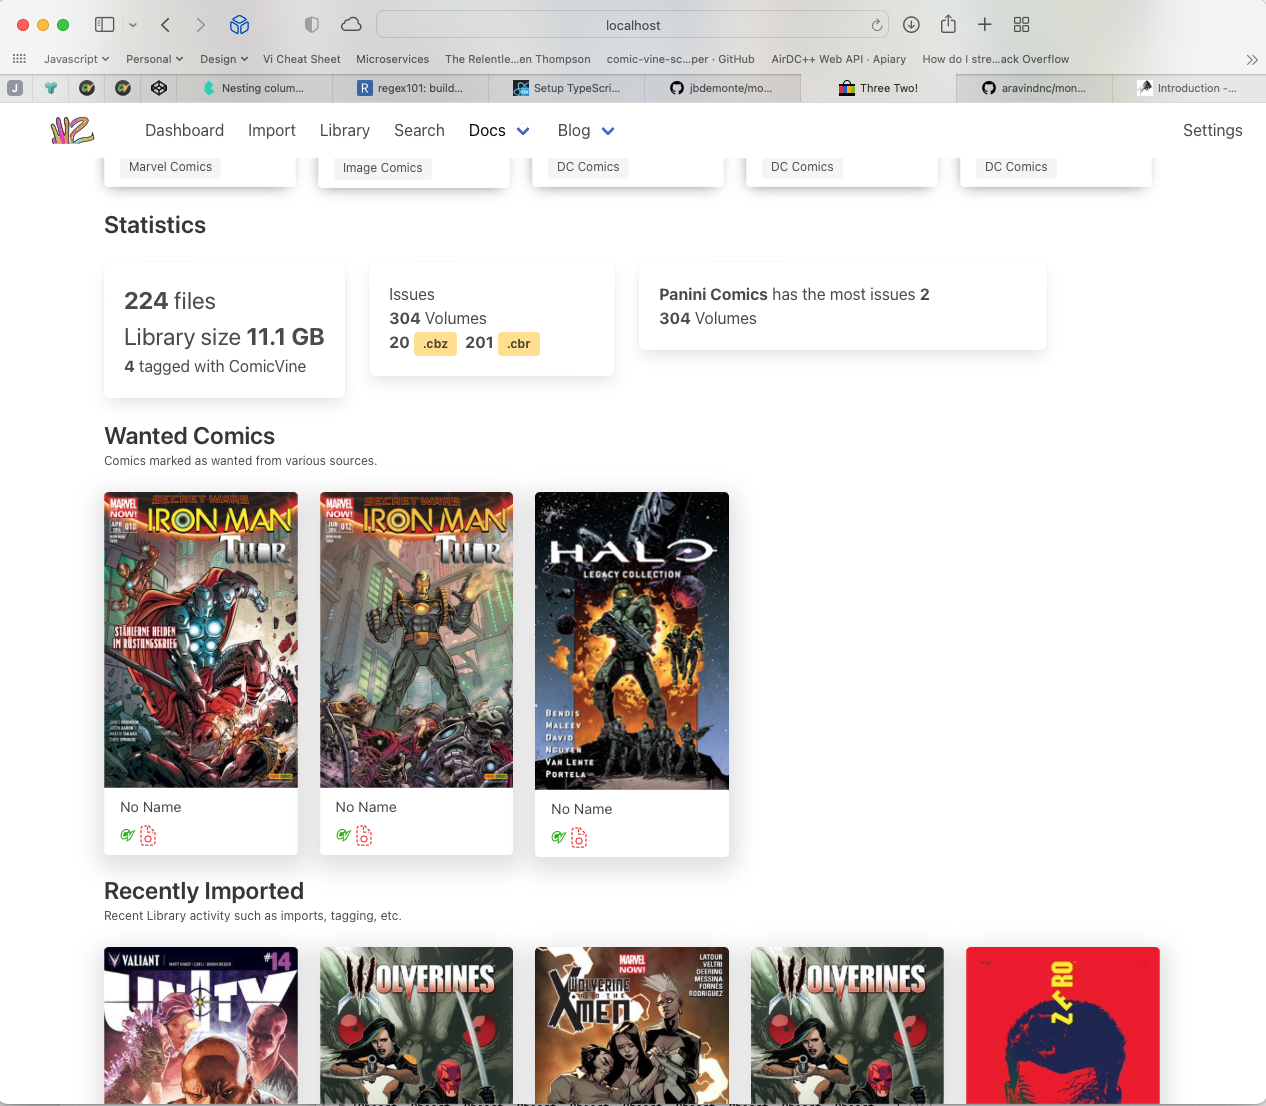 localhost
Javascript
Personal
Design
Vi Cheat Sheet
Microservices
The Relentle...en Thompson
comic-vine-sc...per · GitHub
AirDC++ Web API · Apiary
How do I stre...ack Overflow
J
Nesting colum...
R
regex101: build...
Setup TypeScri...
jbdemonte/mo...
Three Two!
aravindnc/mon...
Introduction -...
Dashboard
Import
Library
Search
Docs
Blog
Settings
Marvel Comics
Image Comics
DC Comics
DC Comics
DC Comics
Statistics
224 files
Library size 11.1 GB
4 tagged with ComicVine
Issues
304 Volumes
20 .cbz 201 .cbr
Panini Comics has the most issues 2
304 Volumes
Wanted Comics
Comics marked as wanted from various sources.
SECRET WARS
MARVEL
NOW!
IRON MAN
APR
010
THOR
STÄHLERNE HELDEN
IM RÜSTUNGSKRIEG
SECRET WARS
MARVEL
NOW!
IRON MAN
JUN
012
THOR
HALO
LEGACY COLLECTION
BENDIS
MALEEV
DAVID
NGUYEN
VAN LENTE
PORTELA
No Name
No Name
No Name
Recently Imported
Recent Library activity such as imports, tagging, etc.
VALIANT
#14
UNITY
WOLVERINES
MARVEL
NOW!
WOLVERINE
AND THE
X-MEN
LATOUR
VELTRI
DEERING
MESSINA
FORNÉS
RODRIGUEZ
WOLVERINES
ZERO